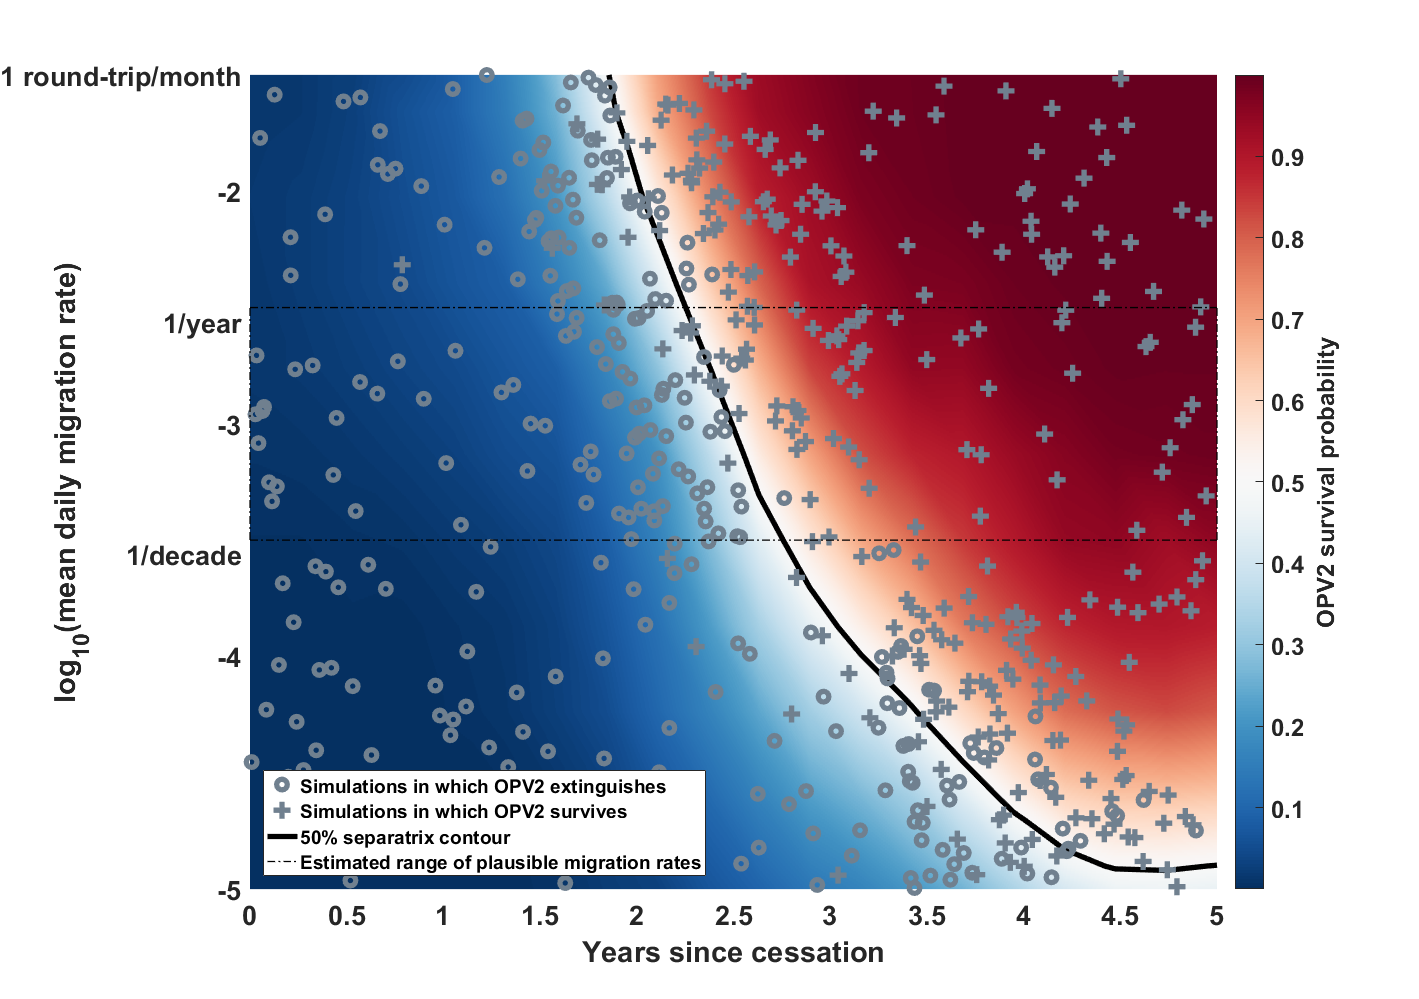 1 round-trip/month
-2
1/year
-3
1/decade
-4
-5
log10(mean daily migration rate)
0 0.5 1 1.5 2 2.5 3 3.5 4 4.5 5
Years since cessation
Simulations in which OPV2 extinguishes
Simulations in which OPV2 survives
50% separatrix contour
Estimated range of plausible migration rates
0.9
0.8
0.7
0.6
0.5
0.4
0.3
0.2
0.1
OPV2 survival probability